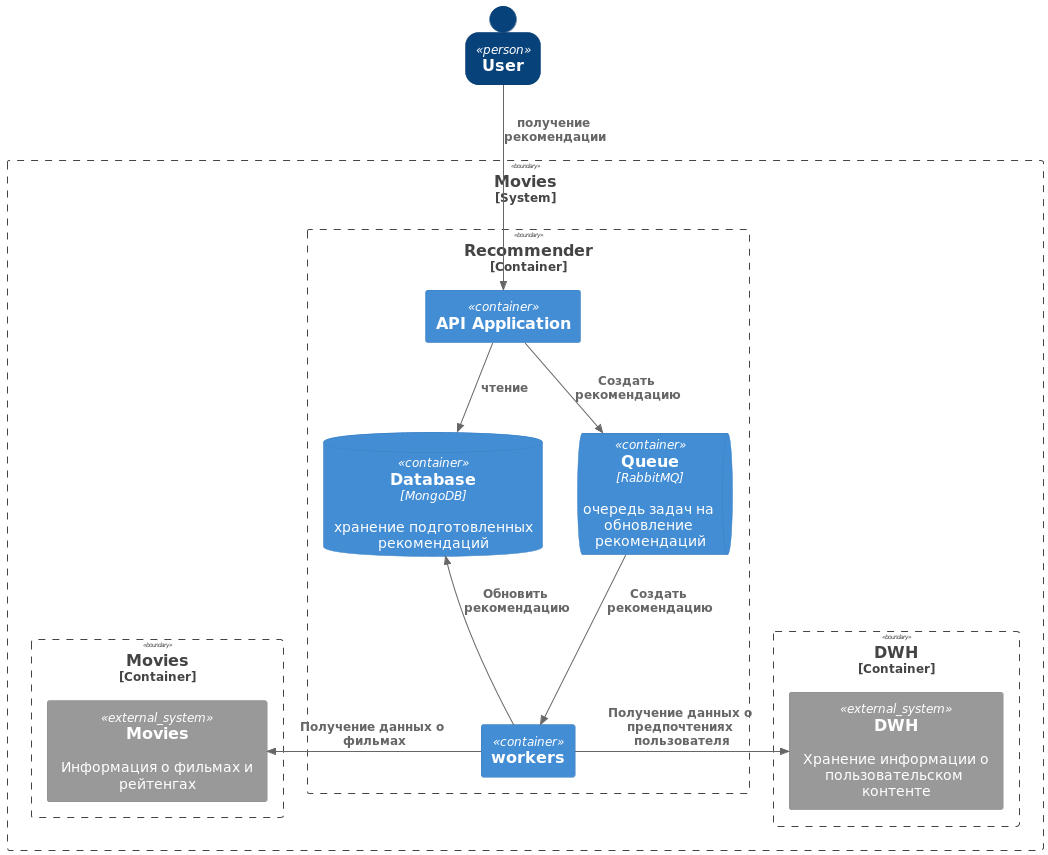 «person»
User
получение
рекомендации
«boundary»
Movies
[System]
«boundary»
Recommender
[Container]
«container»
API Application
чтение
Создать
рекомендацию
«container»
Database
[MongoDB]
хранение подготовленных
рекомендаций
«container»
Queue
[RabbitMQ]
очередь задач на
обновление
рекомендаций
Обновить
рекомендацию
Создать
рекомендацию
«boundary»
Movies
[Container]
«external_system»
Movies
Информация о фильмах и
рейтенгах
Получение данных о
фильмах
«container»
workers
Получение данных о
предпочтениях
пользователя
«boundary»
DWH
[Container]
«external_system»
DWH
Хранение информации о
пользовательском
контенте